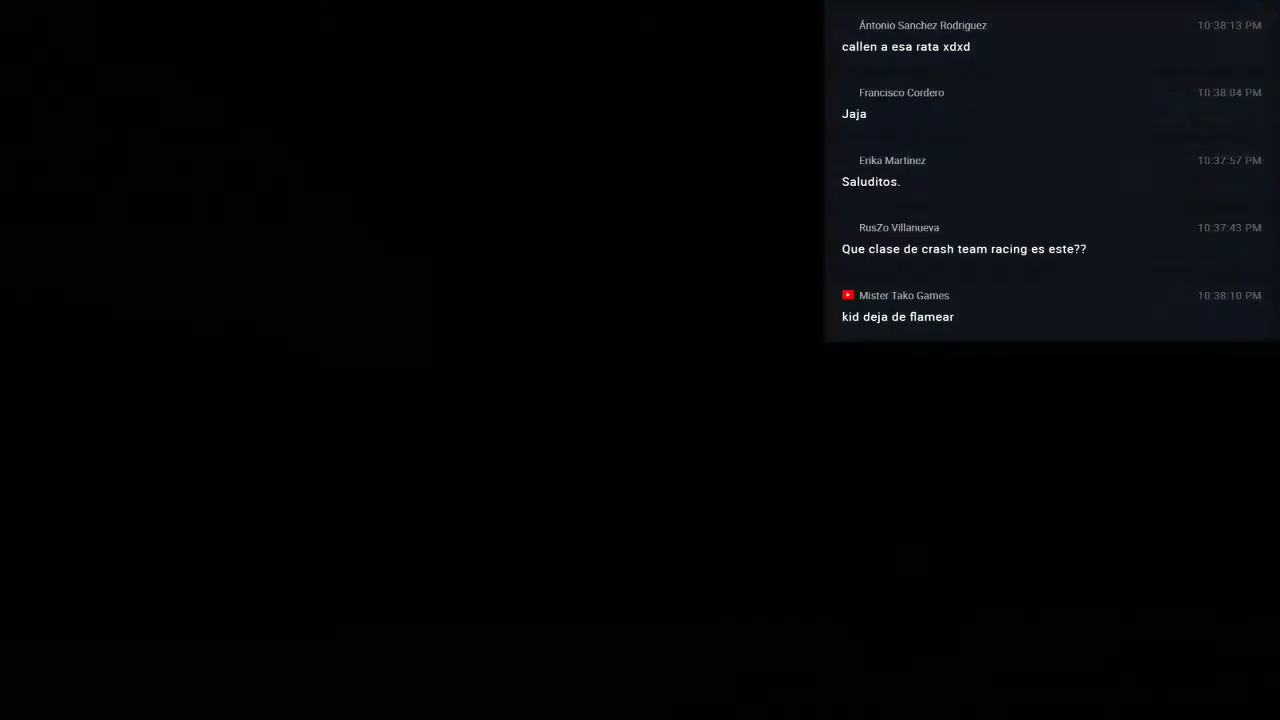 Ántonio Sanchez Rodriguez 10:38:13 PM
callen a esa rata xdxd
Francisco Cordero 10:38:04 PM
Jaja
Erika Martinez 10:37:57 PM
Saluditos.
RusZo Villanueva 10:37:43 PM
Que clase de crash team racing es este??
Mister Tako Games 10:38:10 PM
kid deja de flamear